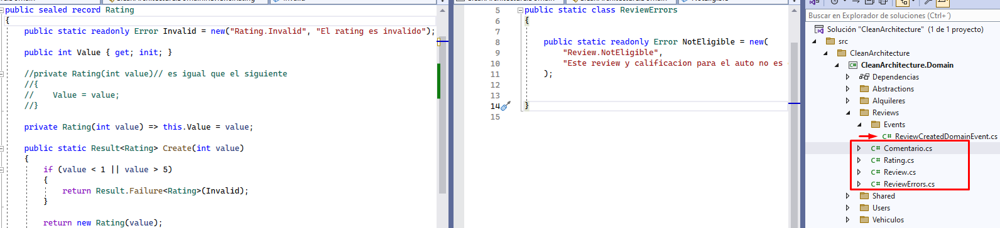 public sealed record Rating
{
public static readonly Error Invalid = new("Rating.Invalid", "El rating es invalido");
public int Value { get; init; }
//private Rating(int value)// es igual que el siguiente
//{
//    Value = value;
//}
private Rating(int value) => this.Value = value;
public static Result<Rating> Create(int value)
{
if (value < 1 || value > 5)
{
return Result.Failure<Rating>(Invalid);
}
return new Rating(value);
5 public static class ReviewErrors
6 {
7
8 public static readonly Error NotEligible = new(
9 "Review.NotEligible",
10 "Este review y calificacion para el auto no es
11 );
12
13
14 }
15
Buscar en Explorador de soluciones (Ctrl+´)
Solución "CleanArchitecture" (1 de 1 proyecto)
src
CleanArchitecture
C# CleanArchitecture.Domain
Dependencias
Abstractions
Alquileres
Reviews
Events
C# ReviewCreatedDomainEvent.cs
C# Comentario.cs
C# Rating.cs
C# Review.cs
C# ReviewErrors.cs
Shared
Users
Vehiculos